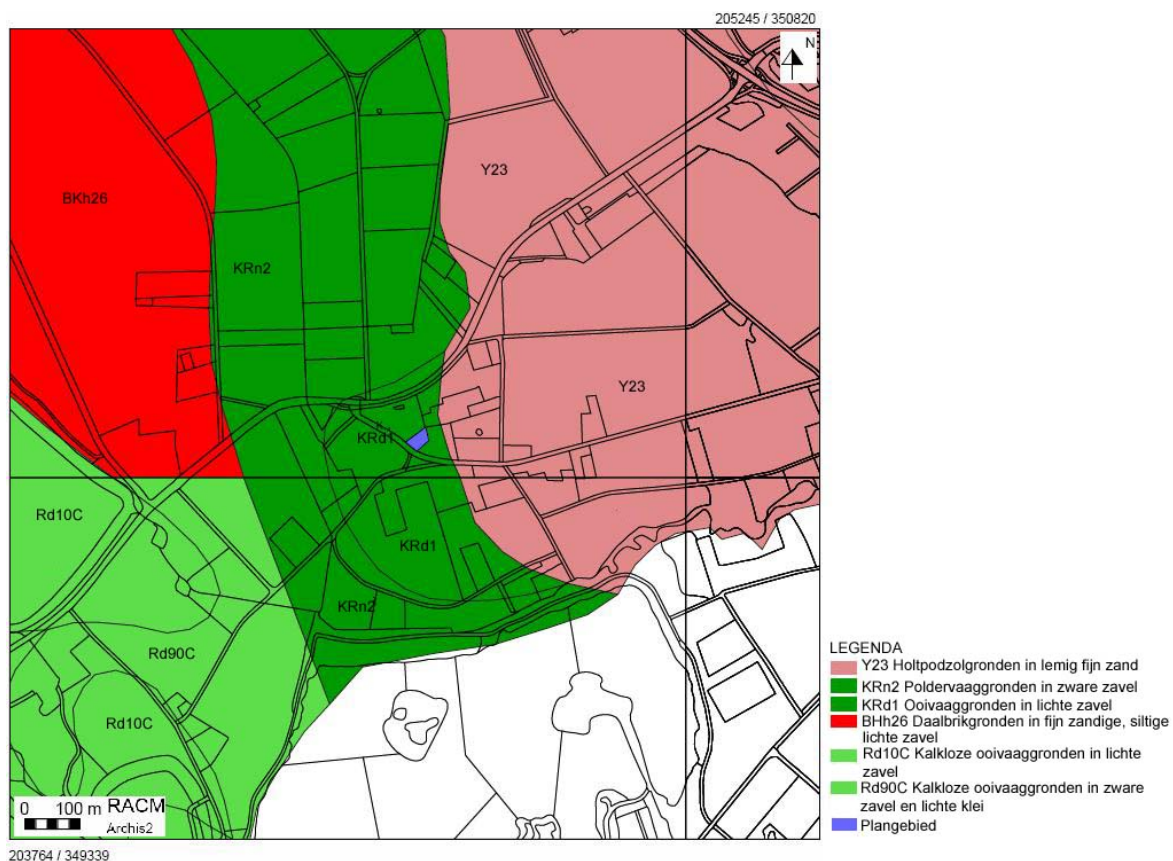 205245 / 350820
N
Y23
BKh26
KRn2
Y23
KRd1
Rd10C
KRd1
KRn2
Rd90C
Rd10C
0 100 m RACM
Archis2
203764 / 349339
LEGENDA
Y23 Holtpodzolgronden in lemig fijn zand
KRn2 Poldervaaggronden in zware zavel
KRd1 Ooivaaggronden in lichte zavel
BHh26 Daalbrikgronden in fijn zandige, siltige
lichte zavel
Rd10C Kalkloze ooivaaggronden in lichte
zavel
Rd90C Kalkloze ooivaaggronden in zware
zavel en lichte klei
Plangebied